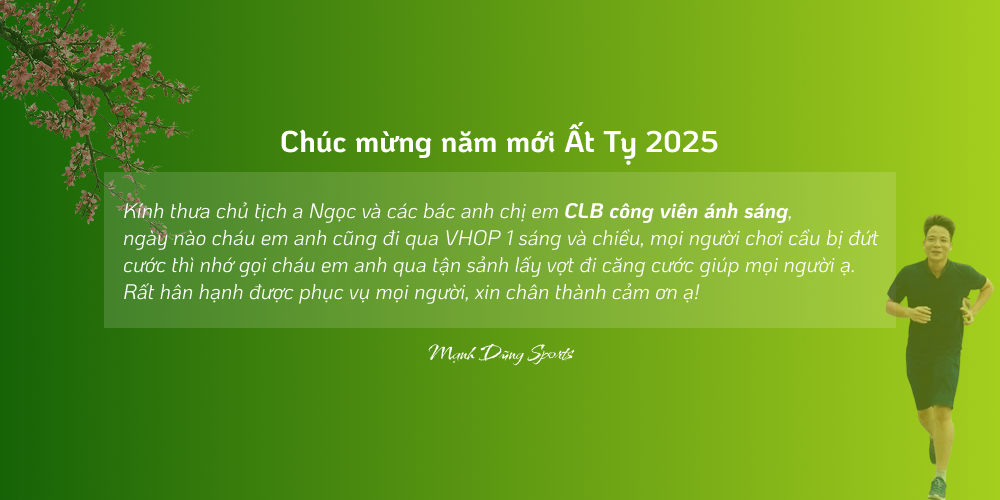 Chúc mừng năm mới Ất Tỵ 2025
Kính thưa chủ tịch a Ngọc và các bác anh chị em CLB công viên ánh sáng,
ngày nào cháu em anh cũng đi qua VHOP 1 sáng và chiều, mọi người chơi cầu bị đứt
cước thì nhớ gọi cháu em anh qua tận sảnh lấy vợt đi căng cước giúp mọi người ạ.
Rất hân hạnh được phục vụ mọi người, xin chân thành cảm ơn ạ!
Mạnh Dũng Sports